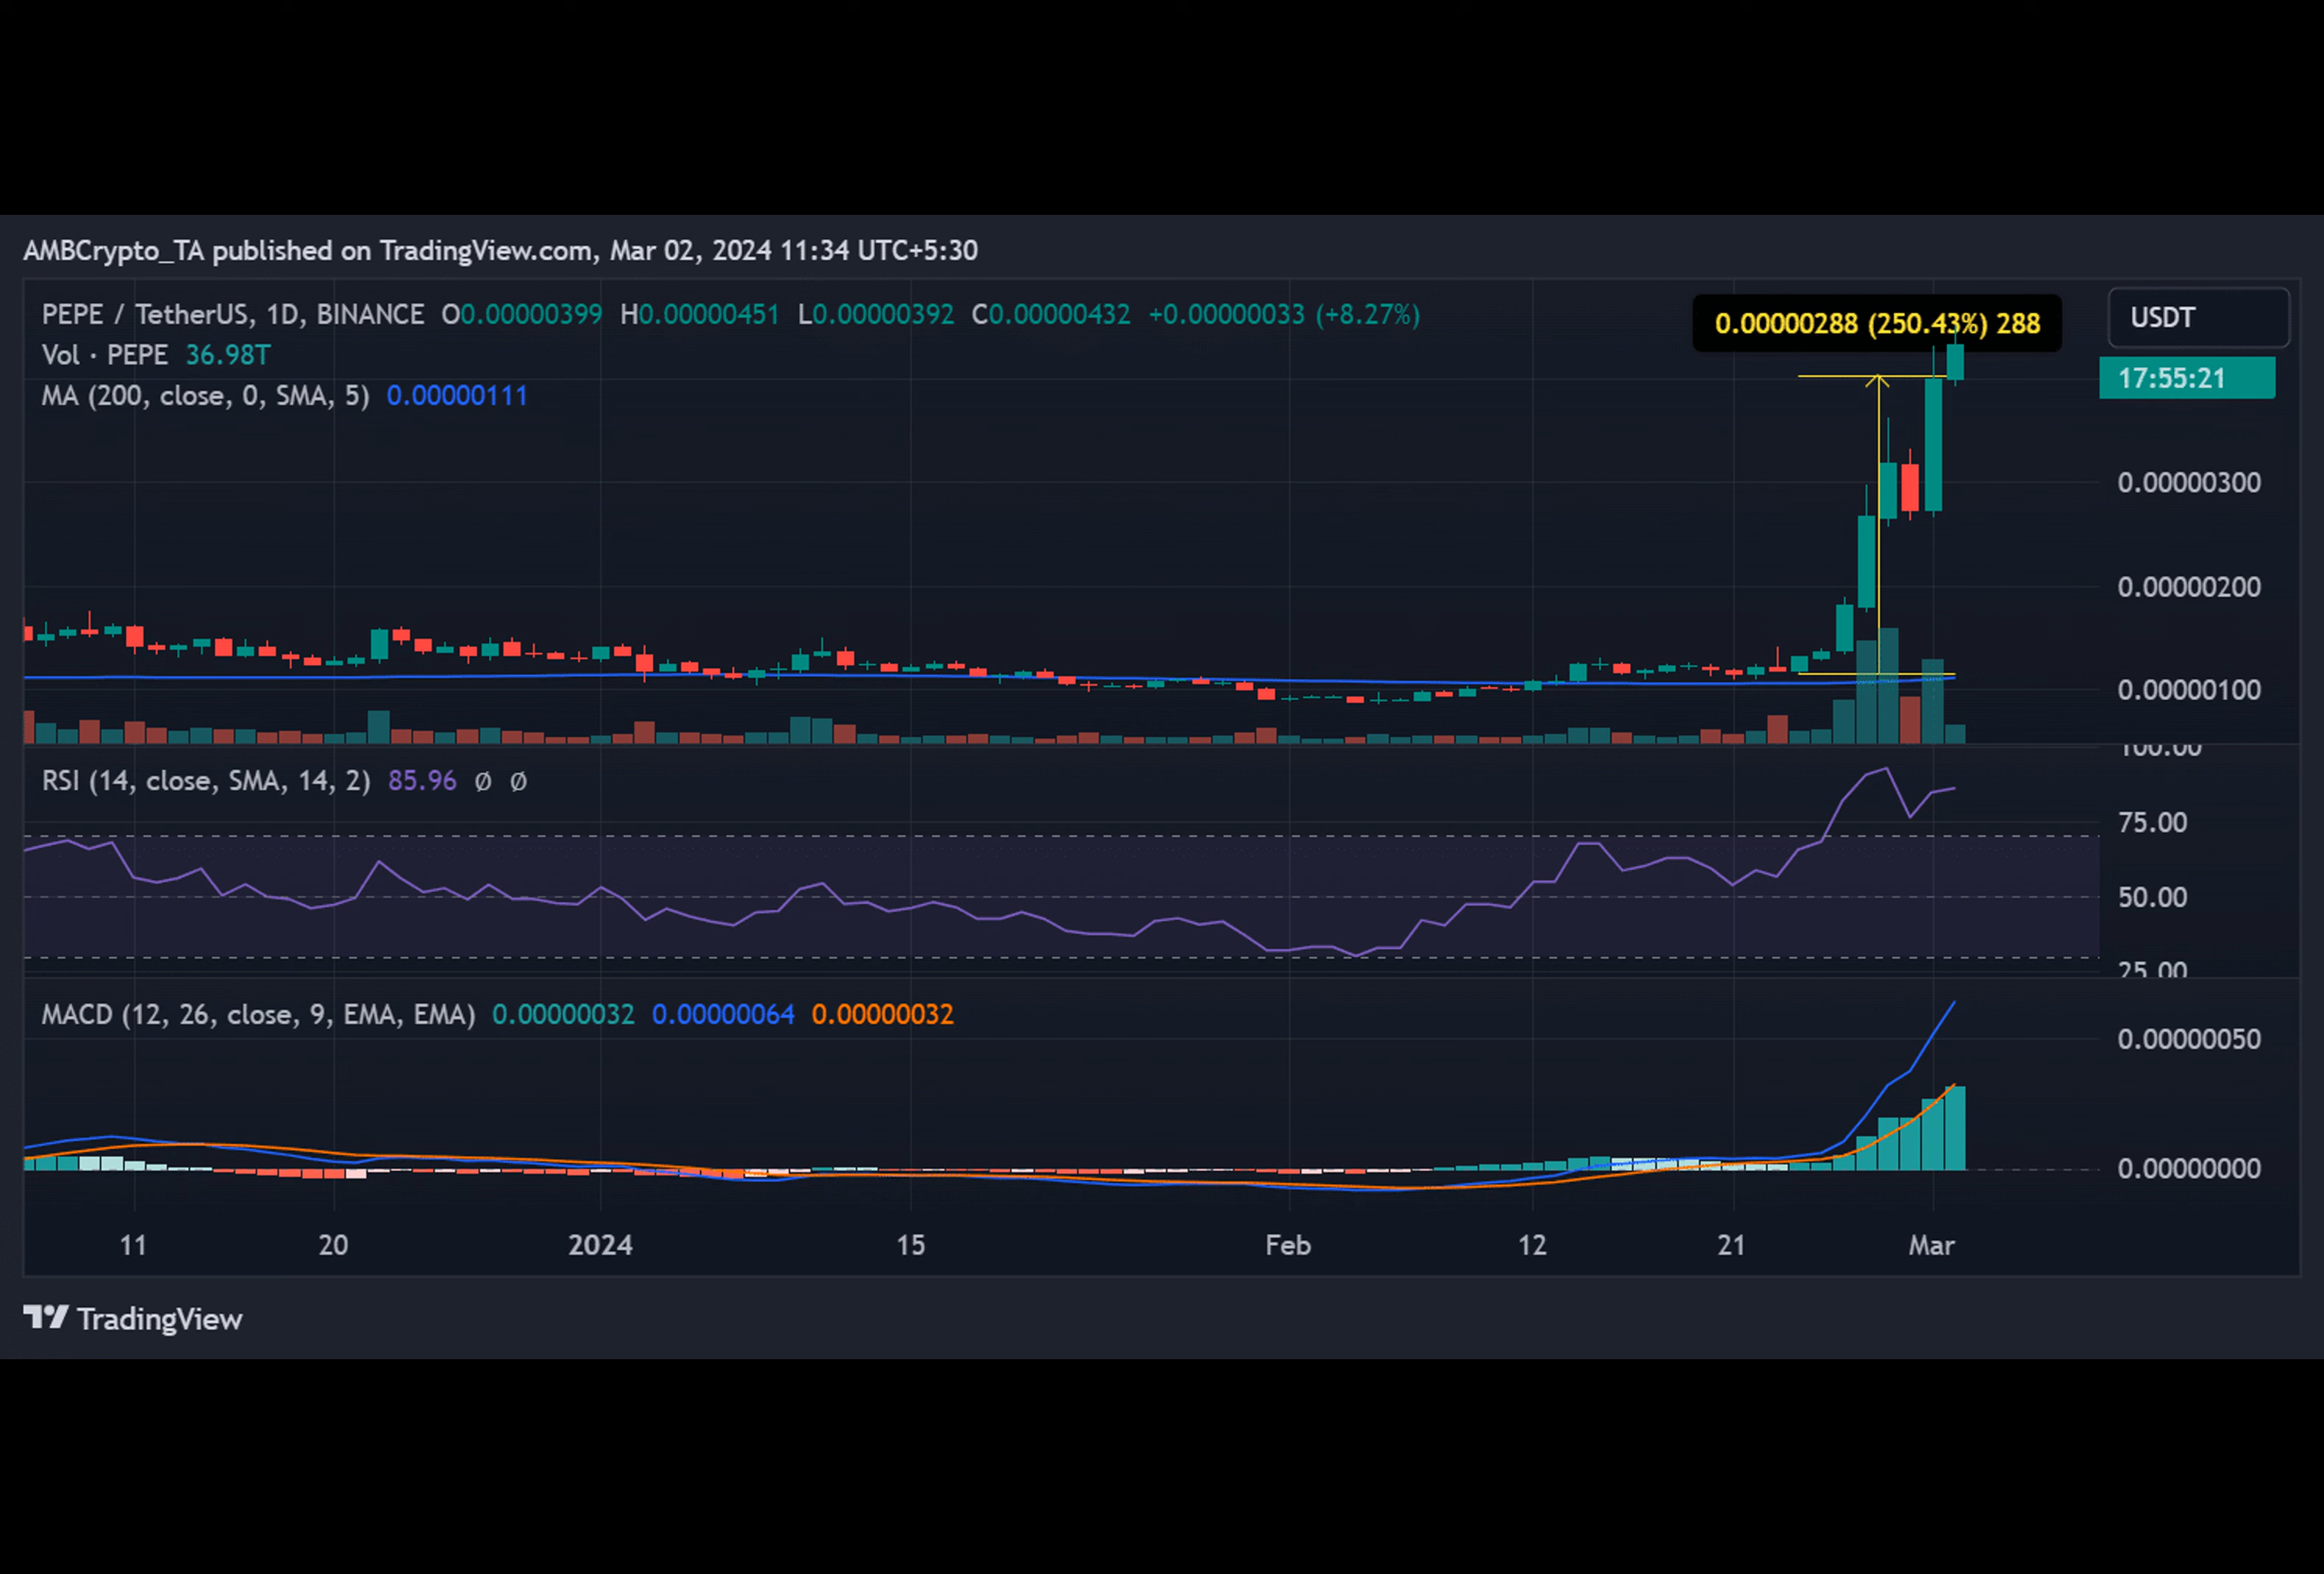 AMBCrypto_TA published on TradingView.com, Mar 02, 2024 11:34 UTC+5:30
PEPE / TetherUS, 1D, BINANCE O0.00000399 H0.00000451 L0.00000392 C0.00000432 +0.00000033 (+8.27%)
Vol · PEPE 36.98T
MA (200, close, 0, SMA, 5) 0.00000111
0.00000288 (250.43%) 288
USDT
17:55:21
0.00000300
0.00000200
0.00000100
100.00
RSI (14, close, SMA, 14, 2) 85.96 Ø Ø
75.00
50.00
25.00
MACD (12, 26, close, 9, EMA, EMA) 0.00000032 0.00000064 0.00000032
0.00000050
0.00000000
11 20 2024 15 Feb 12 21 Mar
TradingView